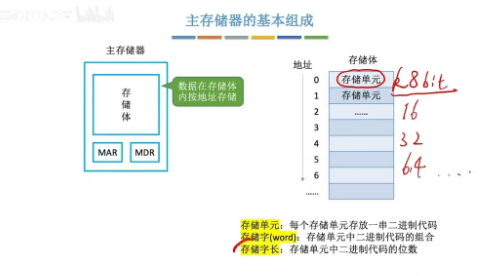 主存储器的基本组成
主存储器
存储体
数据在存储体
内按地址存储
MAR
MDR
存储体
地址
0 存储单元 8bit
1 存储单元
2 …… 16
3
4 32
5
6 64 ....
……
存储单元：每个存储单元存放一串二进制代码
存储字(word)：存储单元中二进制代码的组合
存储字长：存储单元中二进制代码的位数